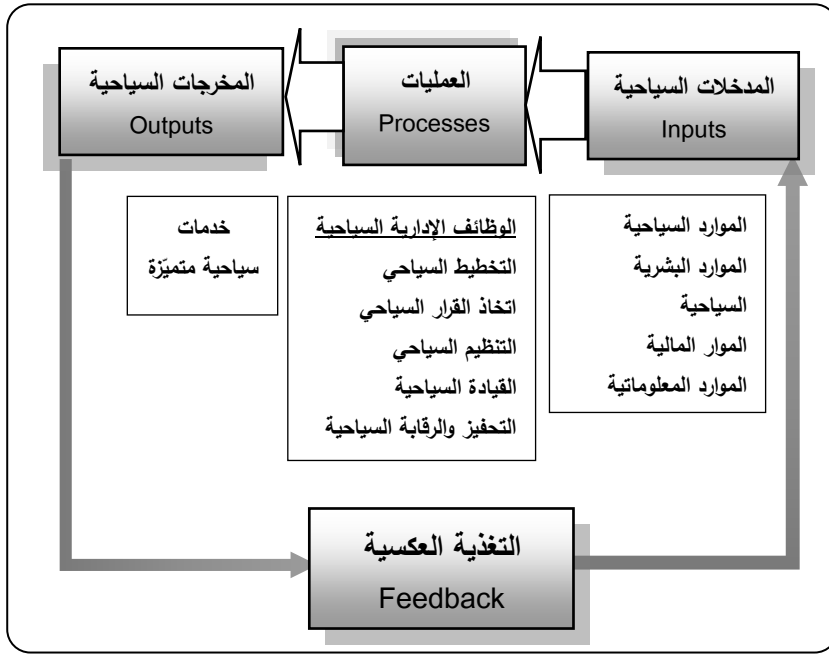 المدخلات السياحية
Inputs
العمليات
Processes
المخرجات السياحية
Outputs
الموارد السياحية
الموارد البشرية
السياحية
الموار المالية
الموارد المعلوماتية
الوظائف الإدارية السياحية
التخطيط السياحي
اتخاذ القرار السياحي
التنظيم السياحي
القيادة السياحية
التحفيز والرقابة السياحية
خدمات
سياحية متميّزة
التغذية العكسية
Feedback